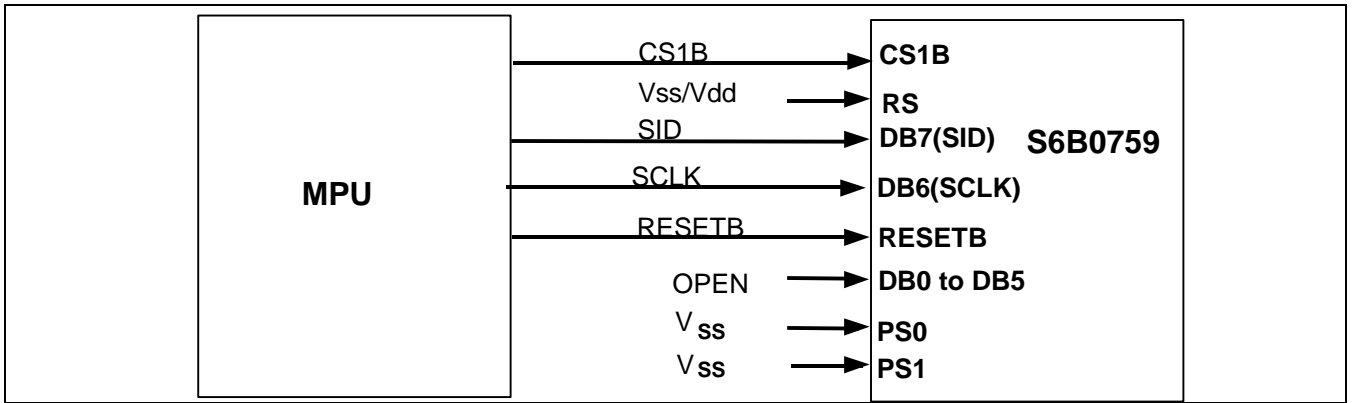 CS1B CS1B
Vss/Vdd RS
SID DB7(SID) S6B0759
MPU SCLK DB6(SCLK)
RESETB RESETB
OPEN DB0 to DB5
VSS PS0
VSS PS1